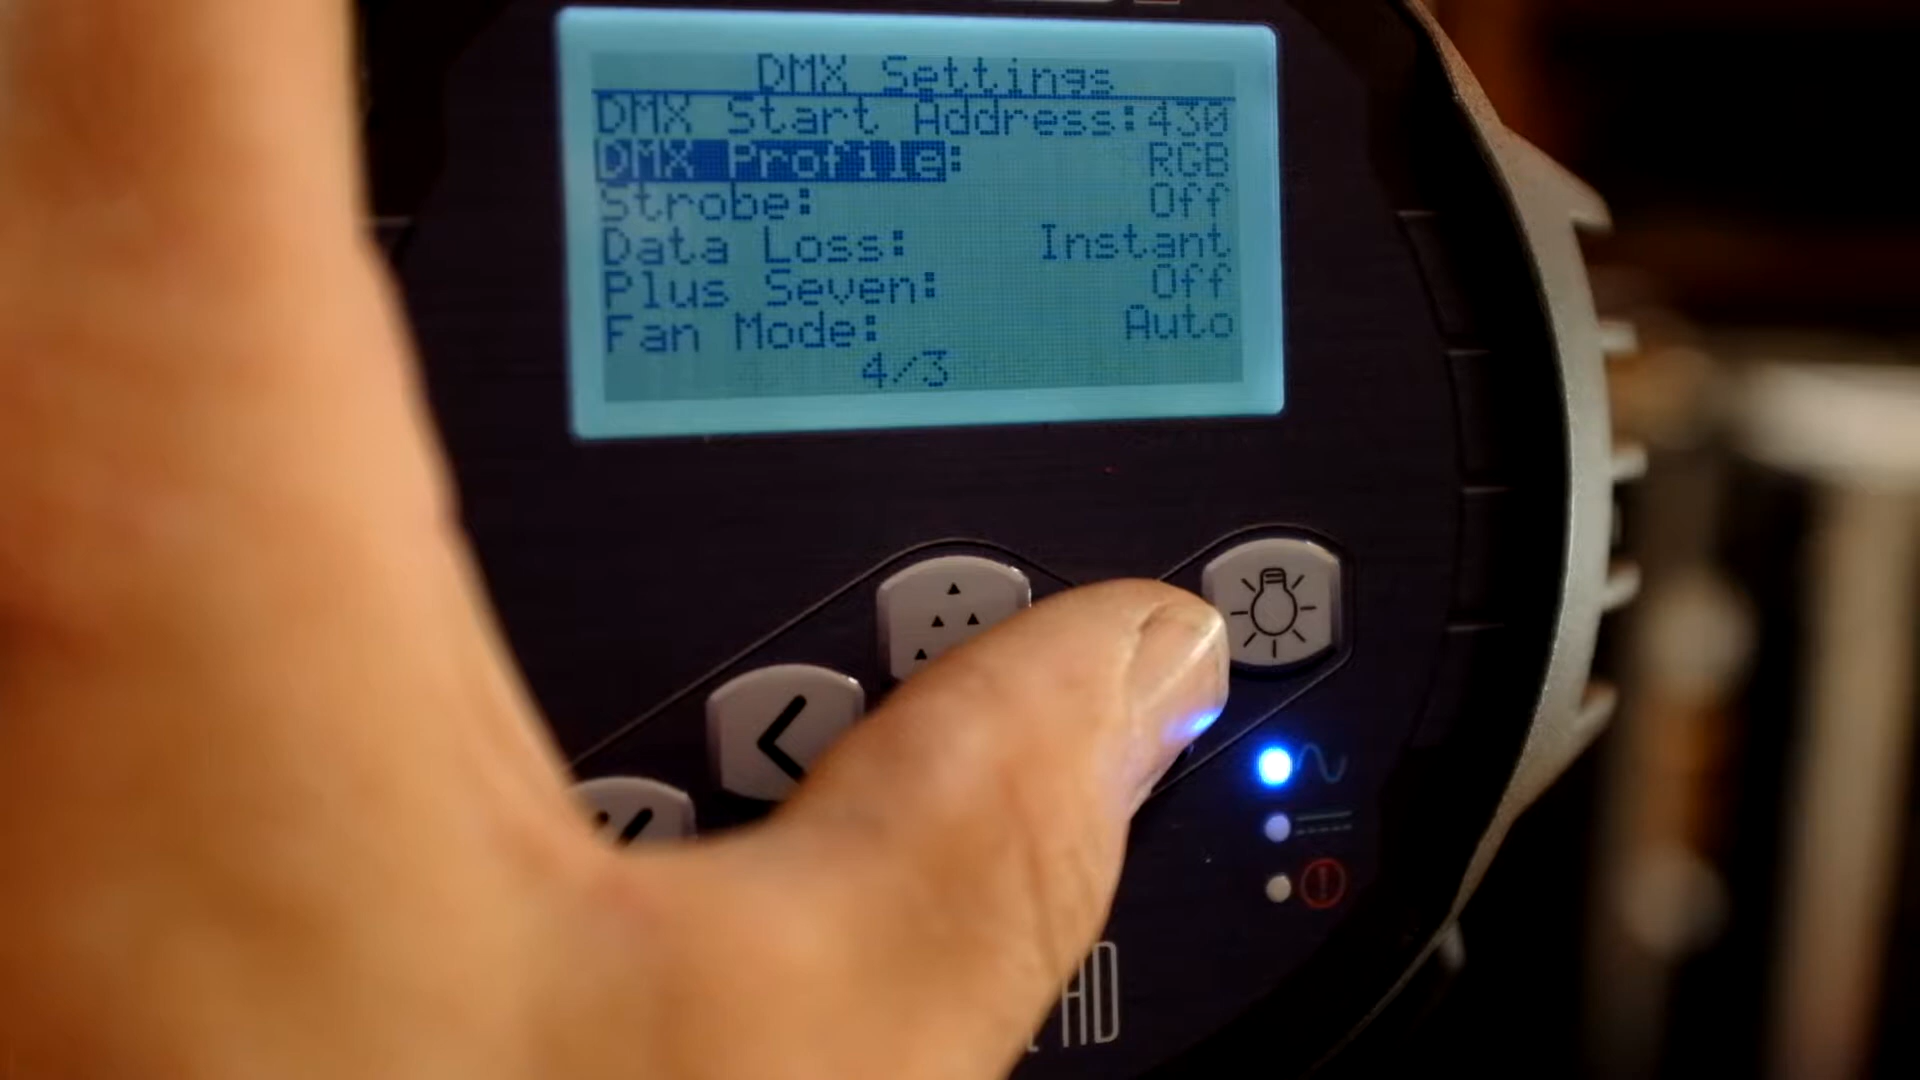 DMX Settings
DMX Start Address:430
DMX Profile: RGB
Strobe: Off
Data Loss: Instant
Plus Seven: Off
Fan Mode: Auto
4/3
HD